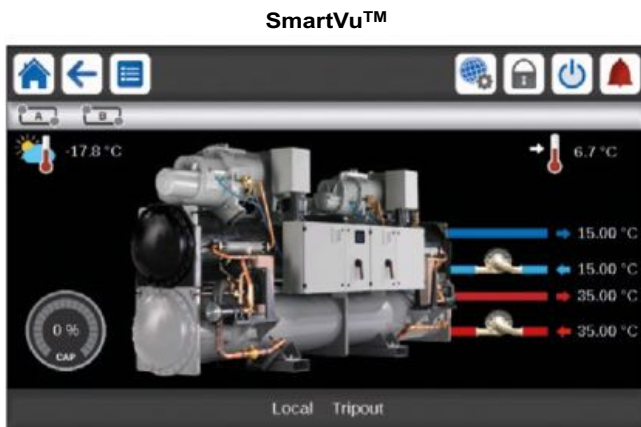 SmartVu™
A B
-17.8 °C 6.7 °C
15.00 °C
15.00 °C
35.00 °C
35.00 °C
0 %
CAP
Local Tripout